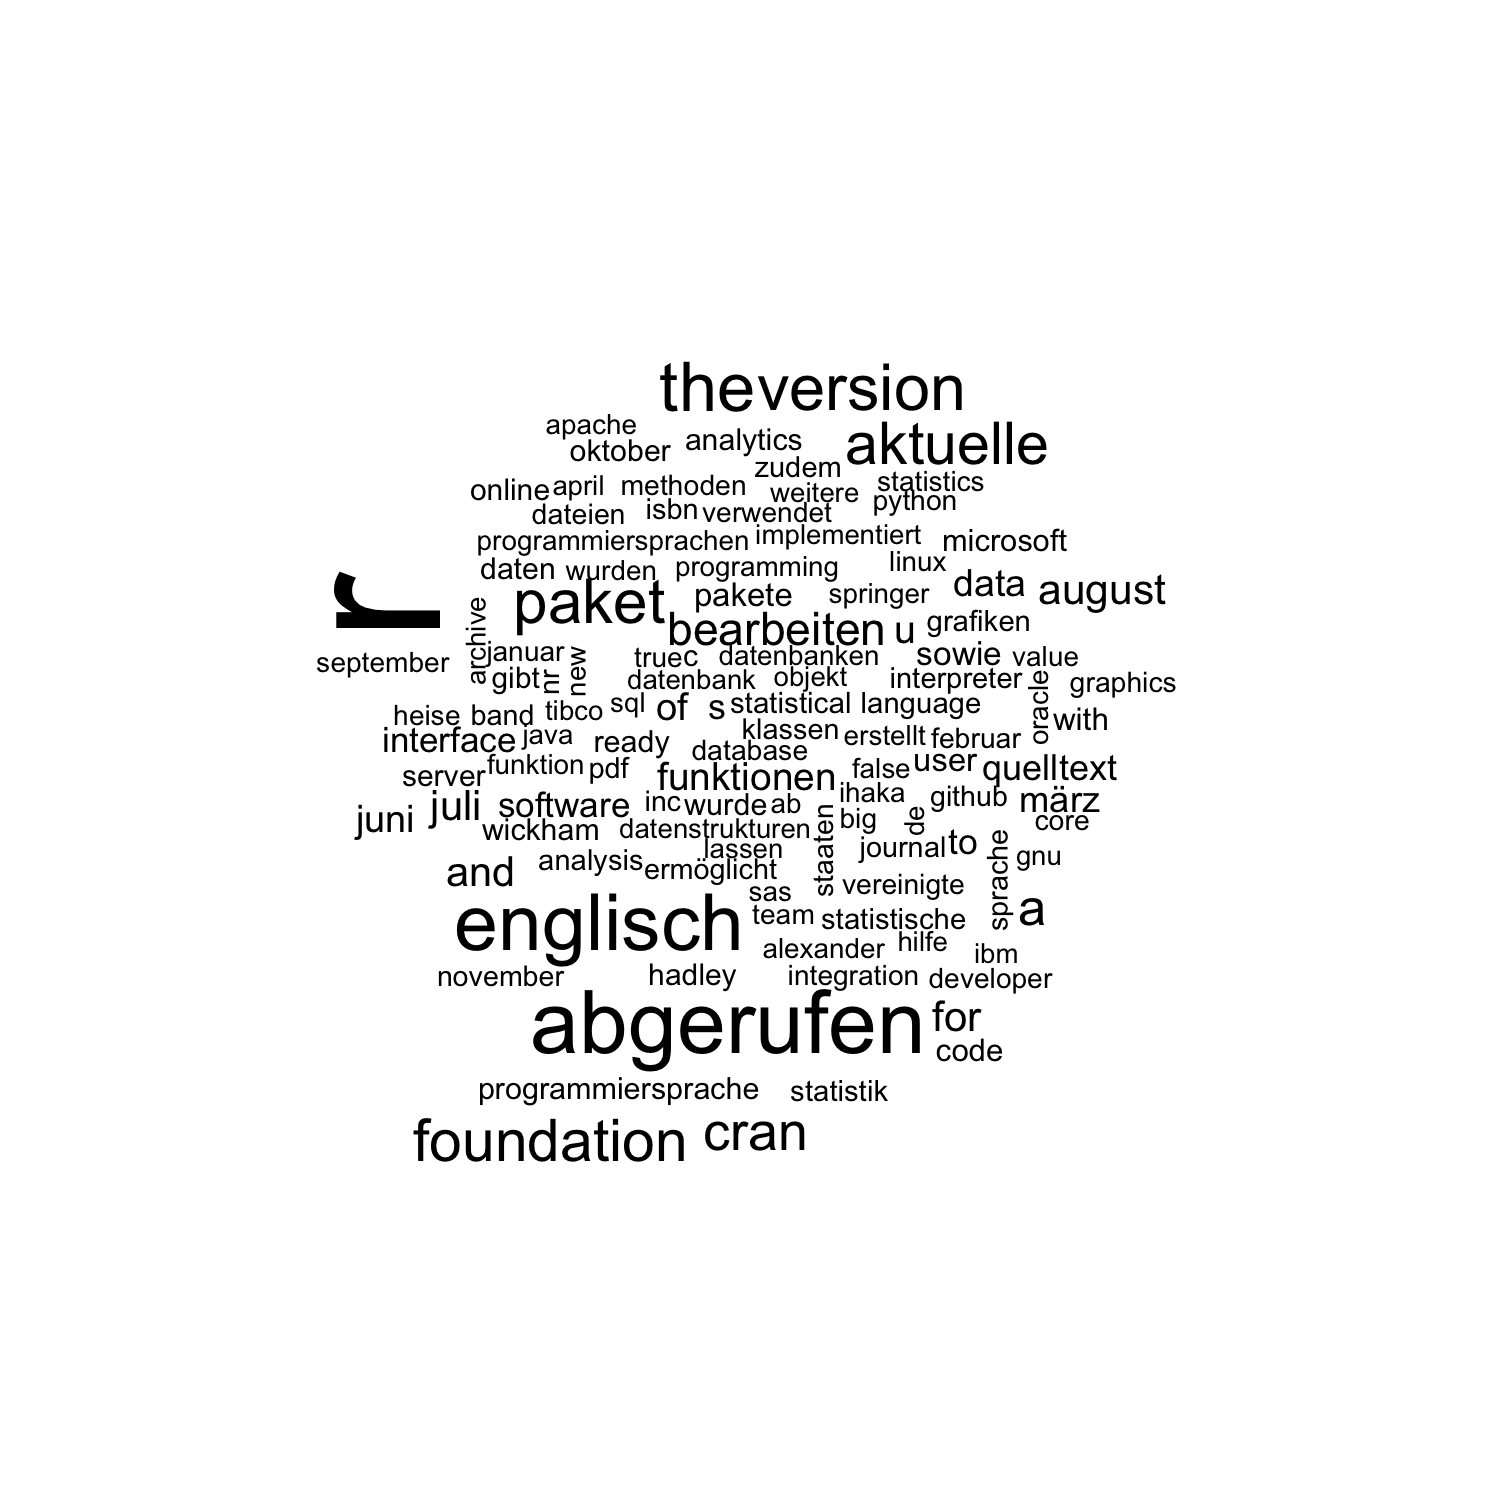 the version
apache
oktober analytics aktuelle
zudem
online april methoden weitere statistics
python
dateien isbn verwendet
programmiersprachen implementiert microsoft
daten wurden programming linux
r
paket pakete springer data august
archive
bearbeiten u grafiken
september januar new truec datenbanken sowie value
gibt nr datenbank objekt interpreter oracle graphics
heise band tibco sql of s statistical language with
klassen
interface java ready database erstellt februar
server funktion pdf funktionen false user quelltext
juni juli software inc wurde ab ihaka github märz
wickham datenstrukturen staaten big de core
lassen journal to sprache gnu
and analysis ermöglicht
sas vereinigte
englisch team statistische a
alexander hilfe ibm
november hadley integration developer
abgerufen for
code
programmiersprache statistik
foundation cran